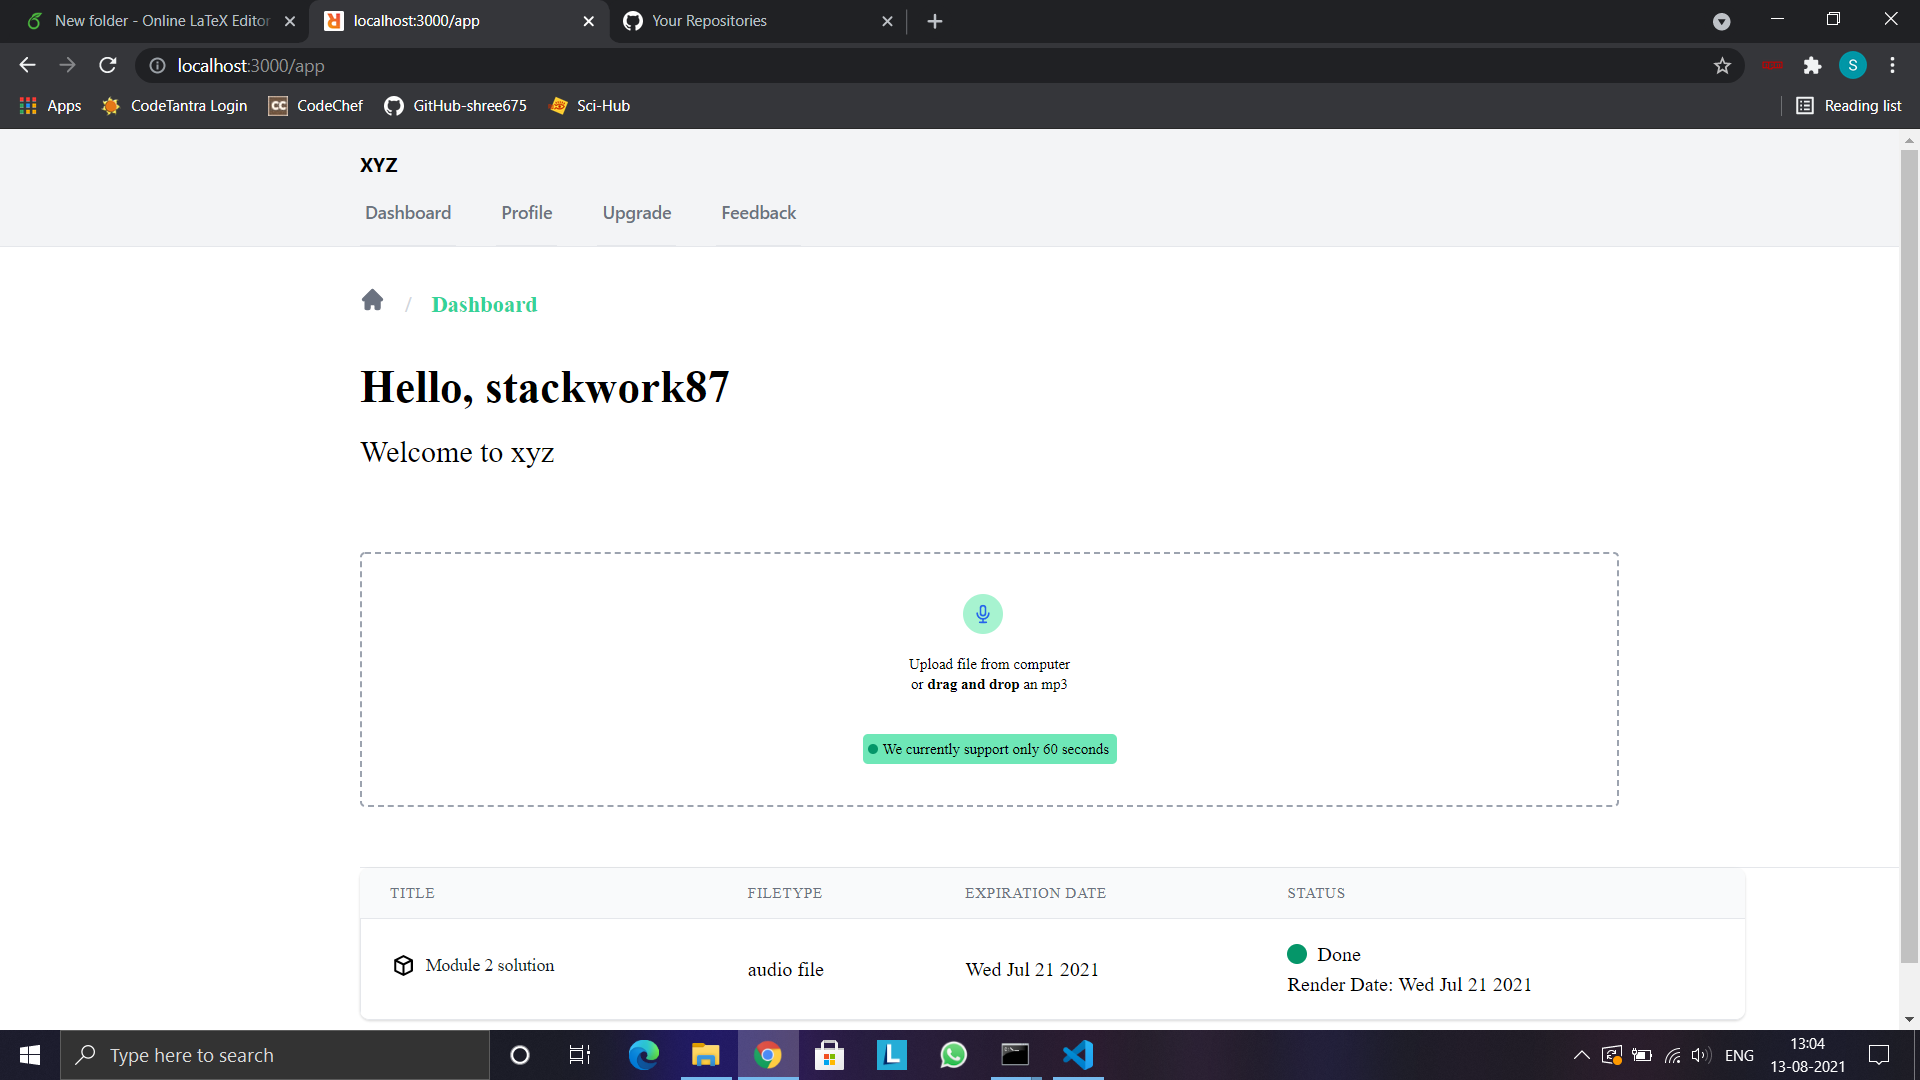 New folder - Online LaTeX Editor
localhost:3000/app
Your Repositories
localhost:3000/app
S
Apps
CodeTantra Login
CC
CodeChef
GitHub-shree675
Sci-Hub
Reading list
XYZ
Dashboard
Profile
Upgrade
Feedback
/ Dashboard
Hello, stackwork87
Welcome to xyz
Upload file from computer
or drag and drop an mp3
We currently support only 60 seconds
TITLE
FILETYPE
EXPIRATION DATE
STATUS
Module 2 solution
audio file
Wed Jul 21 2021
Done
Render Date: Wed Jul 21 2021
Type here to search
L
ENG
13:04
13-08-2021